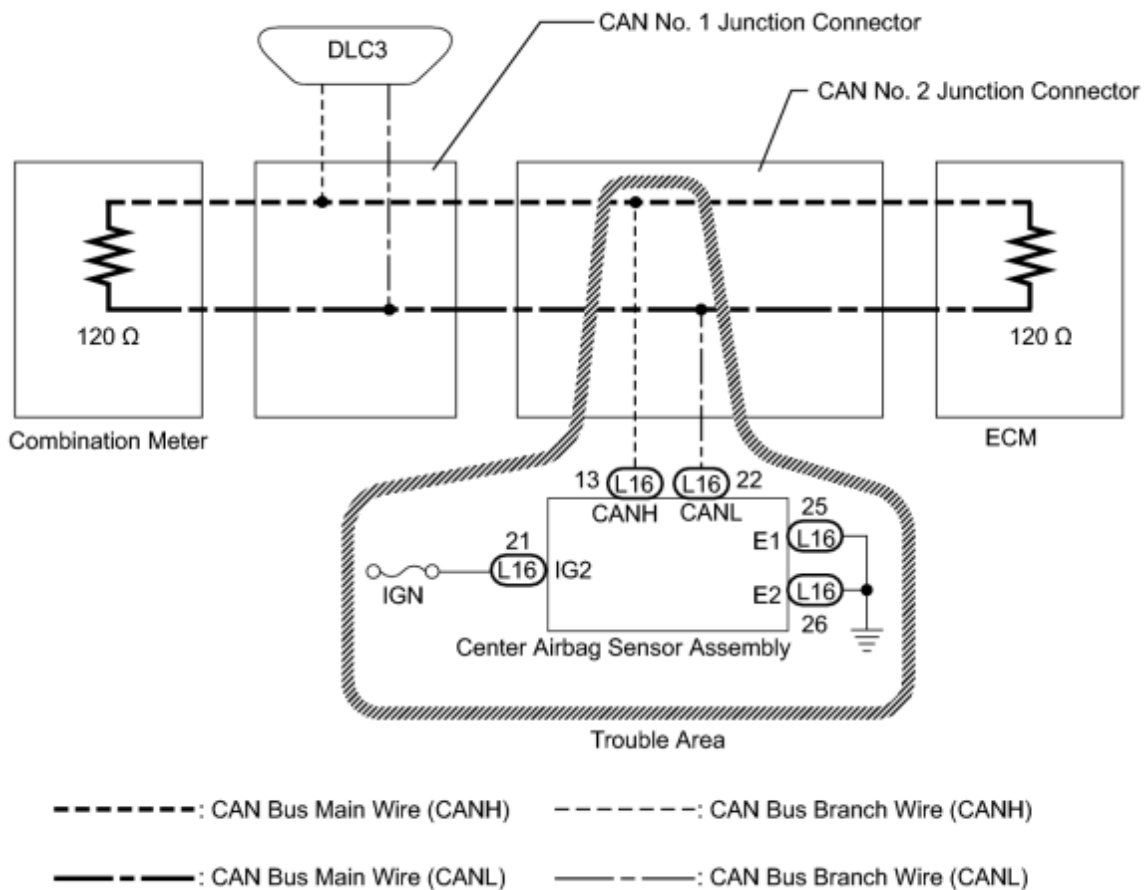 CAN No. 1 Junction Connector
DLC3
CAN No. 2 Junction Connector
120 Ω
120 Ω
Combination Meter
ECM
13 L16
L16 22
CANH
CANL
25
E1 L16
21
L16 IG2
IGN
E2 L16
26
Center Airbag Sensor Assembly
Trouble Area
: CAN Bus Main Wire (CANH)
: CAN Bus Branch Wire (CANH)
: CAN Bus Main Wire (CANL)
: CAN Bus Branch Wire (CANL)